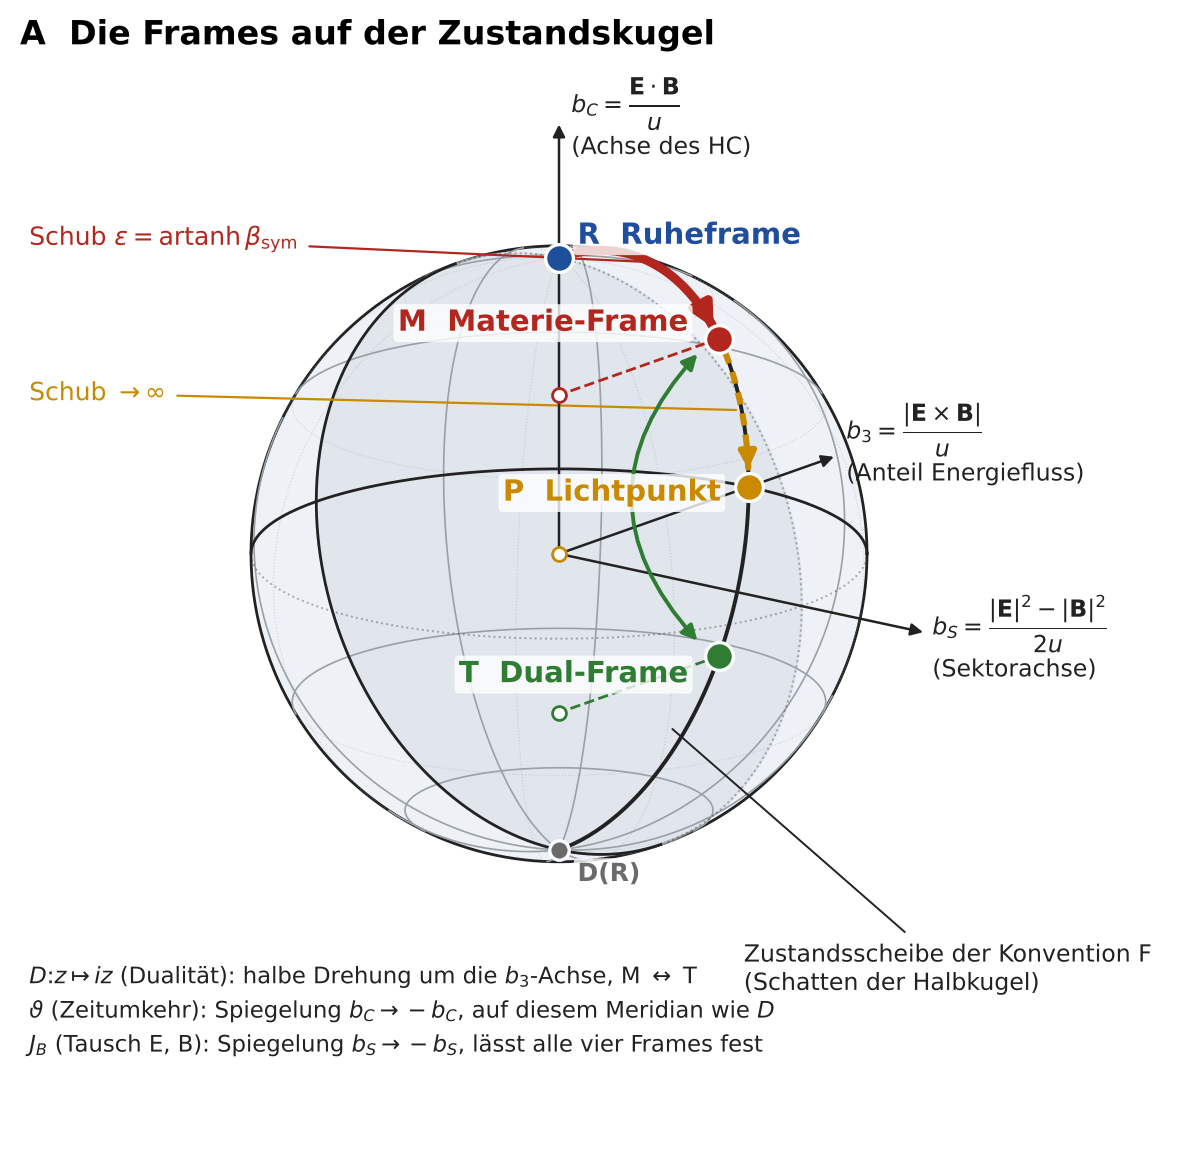 A  Die Frames auf der Zustandskugel
b_C = E · B / u
(Achse des HC)
Schub ε = artanh β_sym
R  Ruheframe
M  Materie-Frame
Schub → ∞
b_3 = |E × B| / u
(Anteil Energiefluss)
P  Lichtpunkt
b_S = |E|² − |B|² / 2u
(Sektorachse)
T  Dual-Frame
D(R)
Zustandsscheibe der Konvention F
(Schatten der Halbkugel)
D:z ↦ iz (Dualität): halbe Drehung um die b_3-Achse, M ↔ T
ϑ (Zeitumkehr): Spiegelung b_C → − b_C, auf diesem Meridian wie D
J_B (Tausch E, B): Spiegelung b_S → − b_S, lässt alle vier Frames fest